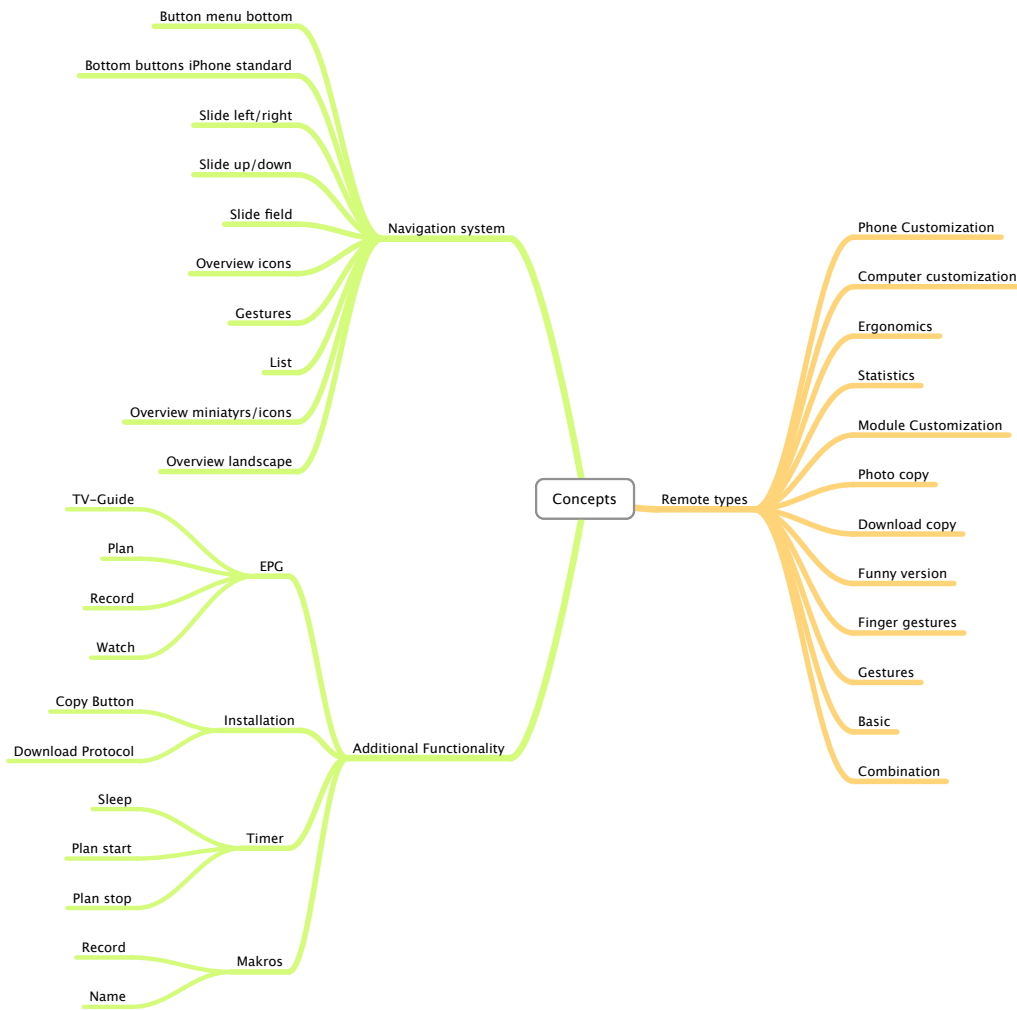 Button menu bottom
Bottom buttons iPhone standard
Slide left/right
Slide up/down
Slide field
Overview icons
Gestures
List
Overview miniatyrs/icons
Overview landscape
Navigation system
TV-Guide
Plan
Record
Watch
EPG
Copy Button
Download Protocol
Installation
Sleep
Plan start
Plan stop
Timer
Record
Name
Makros
Additional Functionality
Concepts
Remote types
Phone Customization
Computer customization
Ergonomics
Statistics
Module Customization
Photo copy
Download copy
Funny version
Finger gestures
Gestures
Basic
Combination